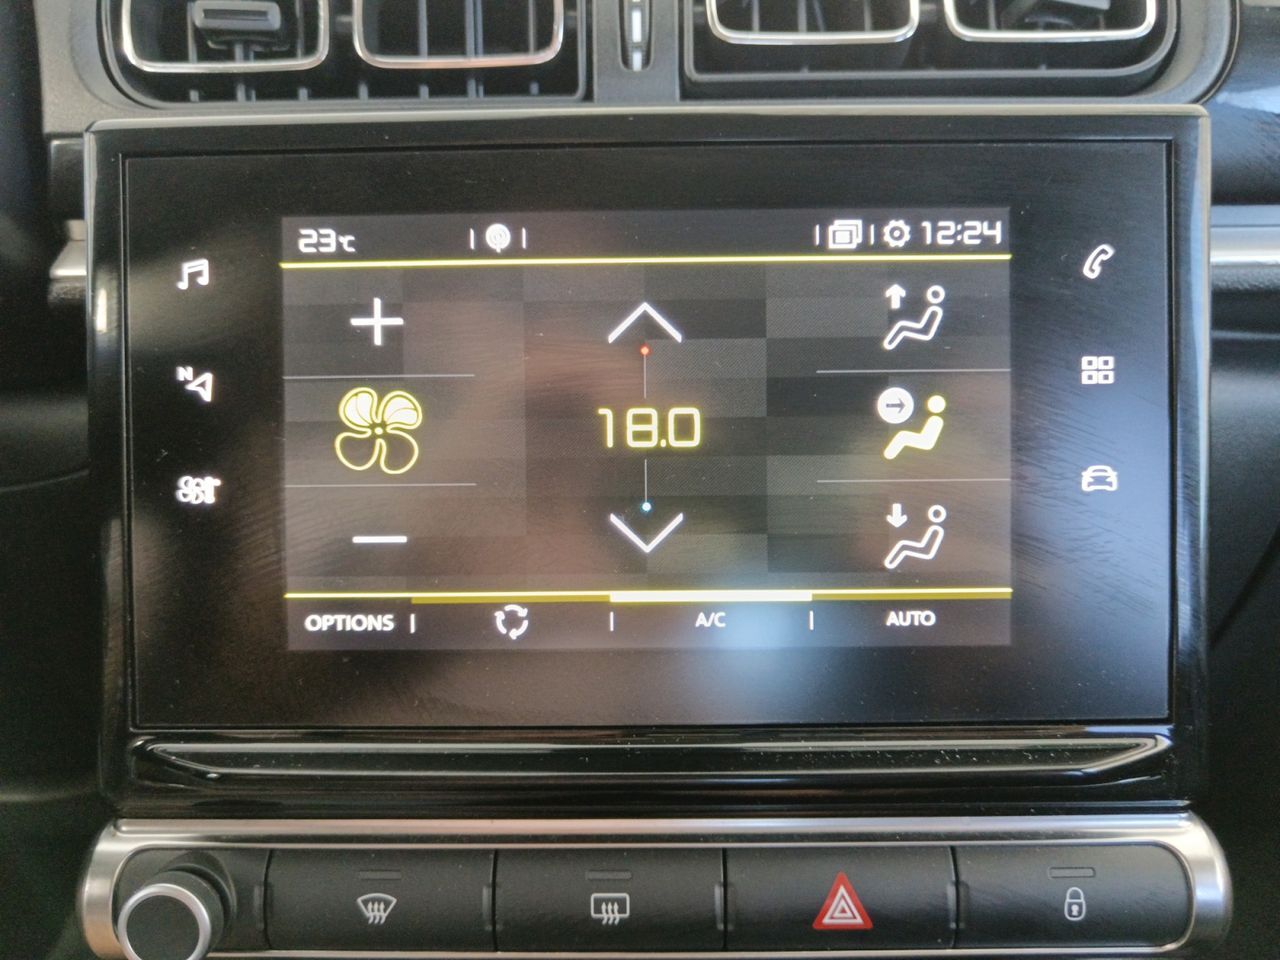 23°C
12:24
N
18.0
OPTIONS
A/C
AUTO